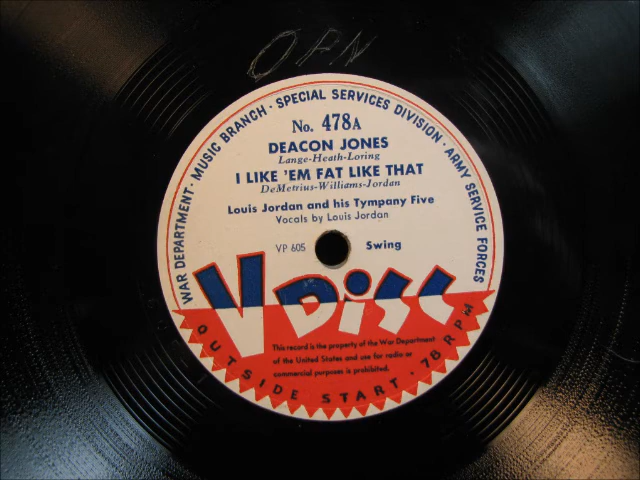 OPN
WAR DEPARTMENT · MUSIC BRANCH · SPECIAL SERVICES DIVISION · ARMY SERVICE FORCES
No. 478A
DEACON JONES
Lange-Heath-Loring
I LIKE 'EM FAT LIKE THAT
DeMetrius-Williams-Jordan
Louis Jordan and his Tympany Five
Vocals by Louis Jordan
VP 605
Swing
V DISC
This record is the property of the War Department
of the United States and use for radio or
commercial purposes is prohibited.
OUTSIDE START · 78 RPM